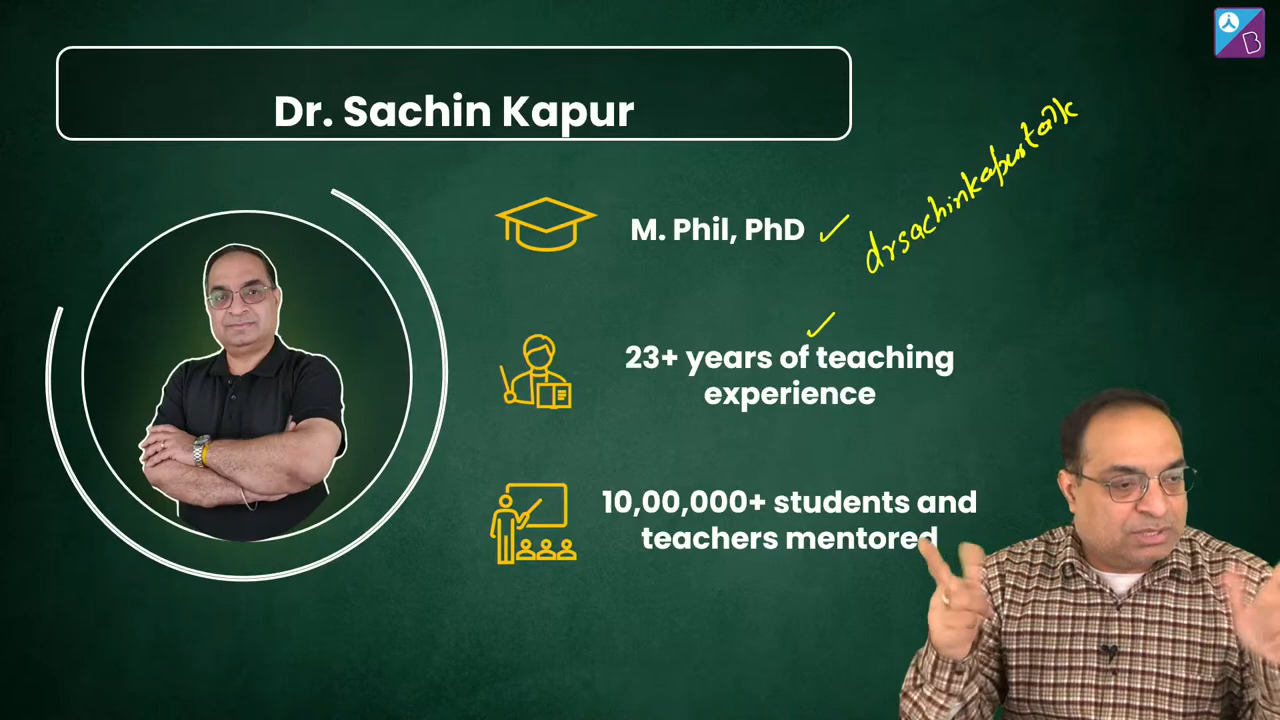 Dr. Sachin Kapur
M. Phil, PhD
drsachinkapurtalk
23+ years of teaching
experience
10,00,000+ students and
teachers mentored
B